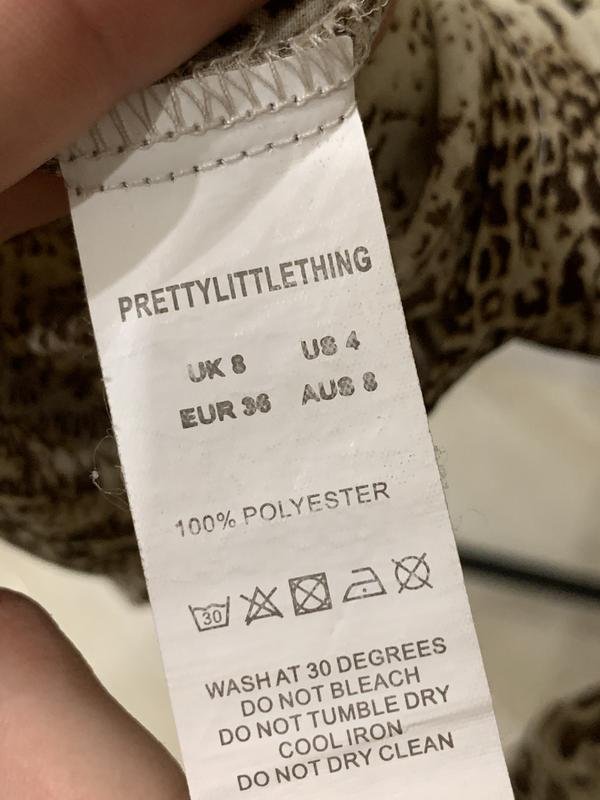 PRETTYLITTLETHING
UK 8 US 4
EUR 36 AUS 8
100% POLYESTER
30
WASH AT 30 DEGREES
DO NOT BLEACH
DO NOT TUMBLE DRY
COOL IRON
DO NOT DRY CLEAN